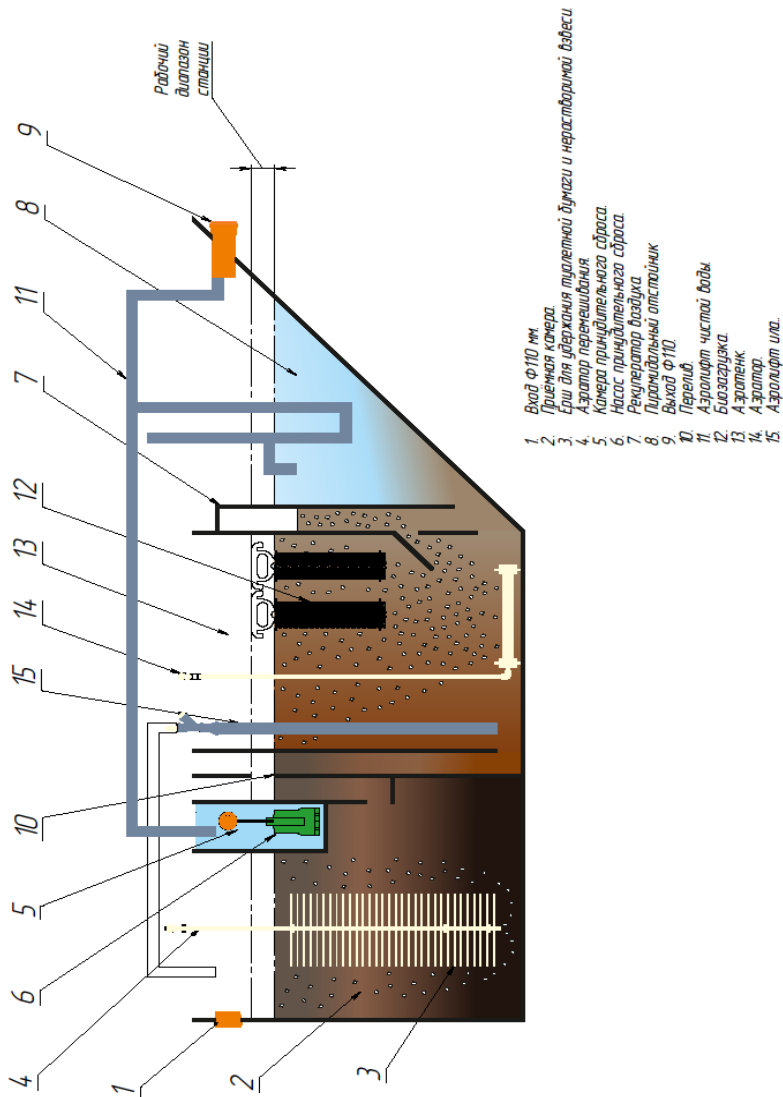 11
9
Рабочий
диапазон
станции
8
7
12
13
14
15
10
5
6
4
1
2
3
1. Вход Ф110 мм.
2. Приёмная камера.
3. Ёрш для удержания туалетной бумаги и нерастворимой взвеси.
4. Аэратор перемешивания.
5. Камера принудительного сброса.
6. Насос принудительного сброса.
7. Рекуператор воздуха.
8. Пирамидальный отстойник
9. Выход Ф110.
10. Перелив.
11. Аэролифт чистой воды.
12. Биозагрузка.
13. Аэротенк.
14. Аэратор.
15. Аэролифт ила.